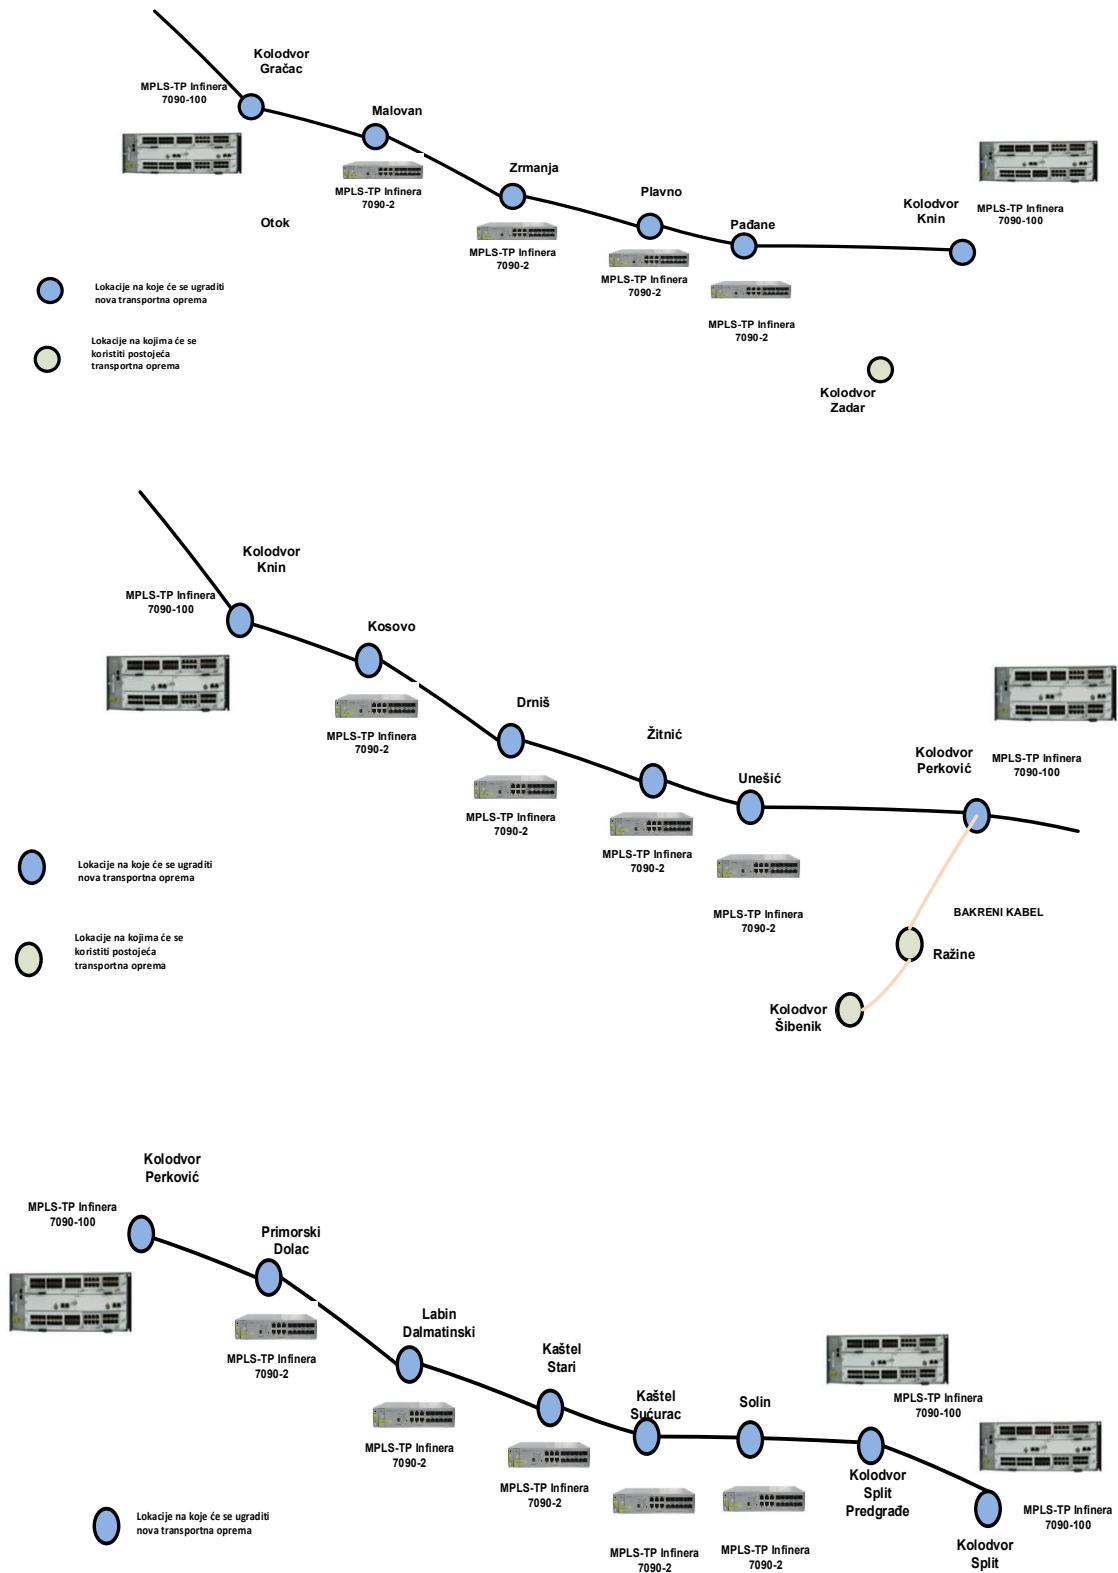 Kolodvor
Gračac
MPLS-TP Infinera
7090-100
Malovan
MPLS-TP Infinera
7090-2
Otok
Zrmanja
MPLS-TP Infinera
7090-2
Plavno
MPLS-TP Infinera
7090-2
Pađane
MPLS-TP Infinera
7090-2
Kolodvor
Knin
MPLS-TP Infinera
7090-100
Lokacije na koje će se ugraditi
nova transportna oprema
Lokacije na kojima će se
koristiti postojeća
transportna oprema
Kolodvor
Zadar
Kolodvor
Knin
MPLS-TP Infinera
7090-100
Kosovo
MPLS-TP Infinera
7090-2
Drniš
MPLS-TP Infinera
7090-2
Žitnić
MPLS-TP Infinera
7090-2
Unešić
MPLS-TP Infinera
7090-2
Kolodvor
Perković
MPLS-TP Infinera
7090-100
Lokacije na koje će se ugraditi
nova transportna oprema
Lokacije na kojima će se
koristiti postojeća
transportna oprema
BAKRENI KABEL
Ražine
Kolodvor
Šibenik
Kolodvor
Perković
MPLS-TP Infinera
7090-100
Primorski
Dolac
MPLS-TP Infinera
7090-2
Labin
Dalmatinski
MPLS-TP Infinera
7090-2
Kaštel
Stari
MPLS-TP Infinera
7090-2
Kaštel
Sućurac
MPLS-TP Infinera
7090-2
Solin
MPLS-TP Infinera
7090-2
MPLS-TP Infinera
7090-100
Kolodvor
Split
Predgrađe
MPLS-TP Infinera
7090-100
Kolodvor
Split
Lokacije na koje će se ugraditi
nova transportna oprema